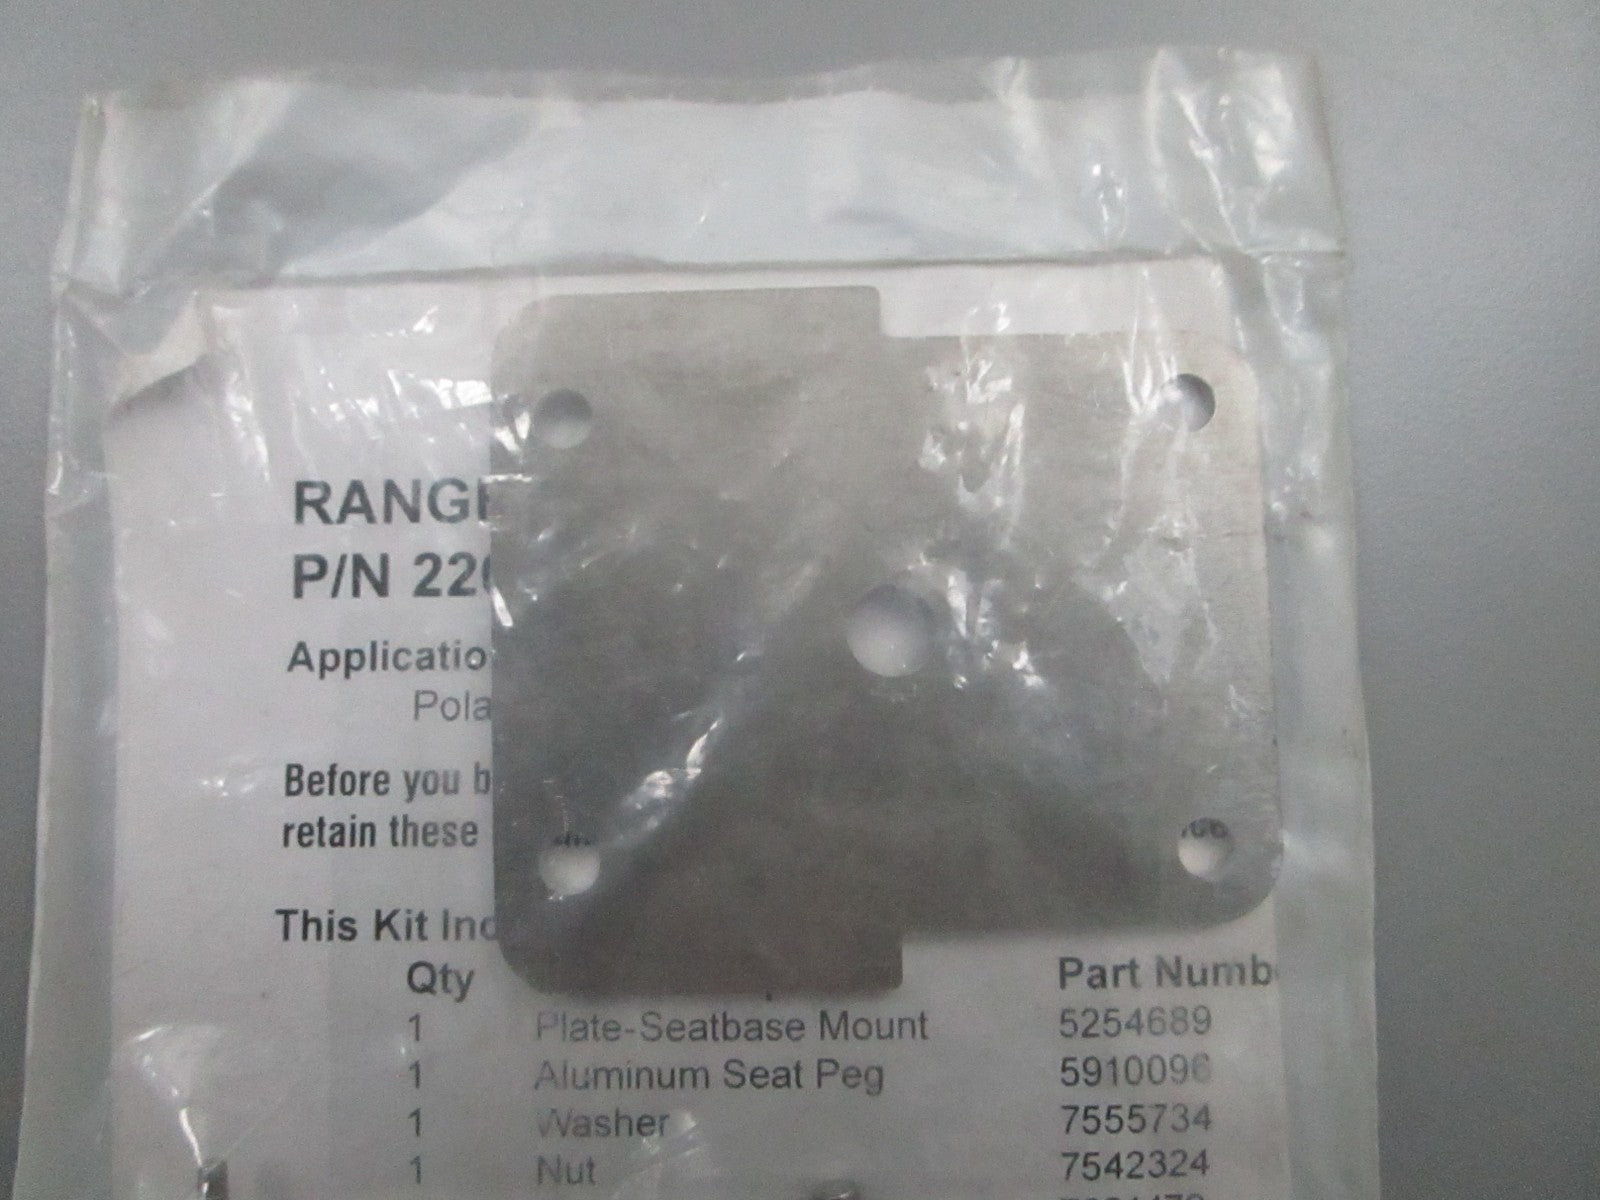 RANGE
P/N 220
Applicatio
Pola
Before you b
retain these
This Kit Inc
Qty Part Numb
1 Plate-Seatbase Mount 5254689
1 Aluminum Seat Peg 5910096
1 Washer 7555734
1 Nut 7542324